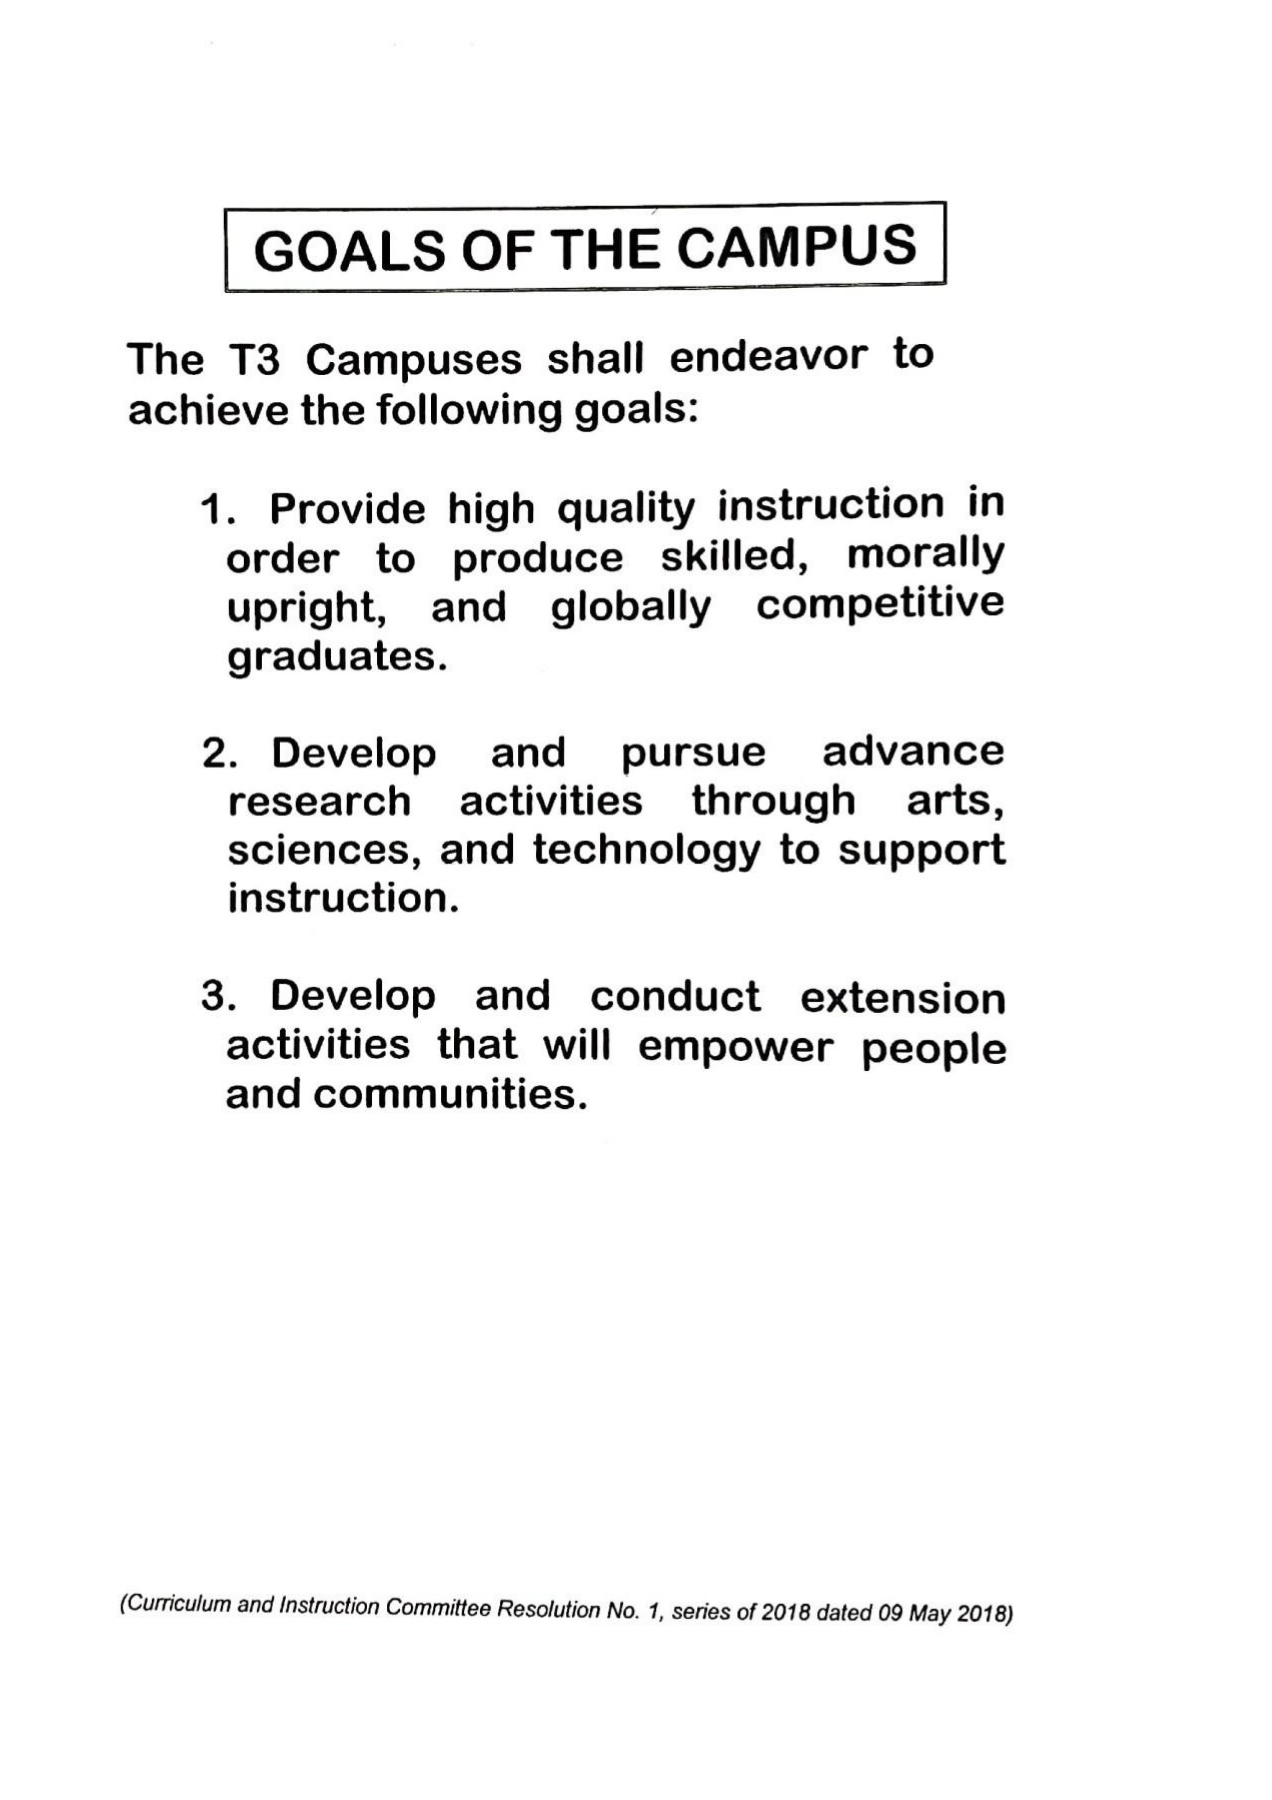 GOALS OF THE CAMPUS
The T3 Campuses shall endeavor to
achieve the following goals:
1. Provide high quality instruction in
order to produce skilled, morally
upright, and globally competitive
graduates.
2. Develop and pursue advance
research activities through arts,
sciences, and technology to support
instruction.
3. Develop and conduct extension
activities that will empower people
and communities.
(Curriculum and Instruction Committee Resolution No. 1, series of 2018 dated 09 May 2018)